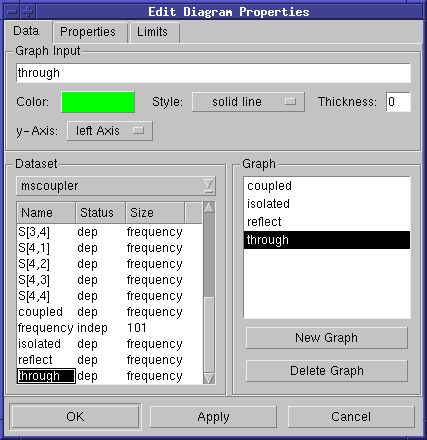 Edit Diagram Properties
Data Properties Limits
Graph Input
through
Color: Style: solid line Thickness: 0
y-Axis: left Axis
Dataset
mscoupler
Name Status Size
S[3,4] dep frequency
S[4,1] dep frequency
S[4,2] dep frequency
S[4,3] dep frequency
S[4,4] dep frequency
coupled dep frequency
frequency indep 101
isolated dep frequency
reflect dep frequency
through dep frequency
Graph
coupled
isolated
reflect
through
New Graph
Delete Graph
OK Apply Cancel